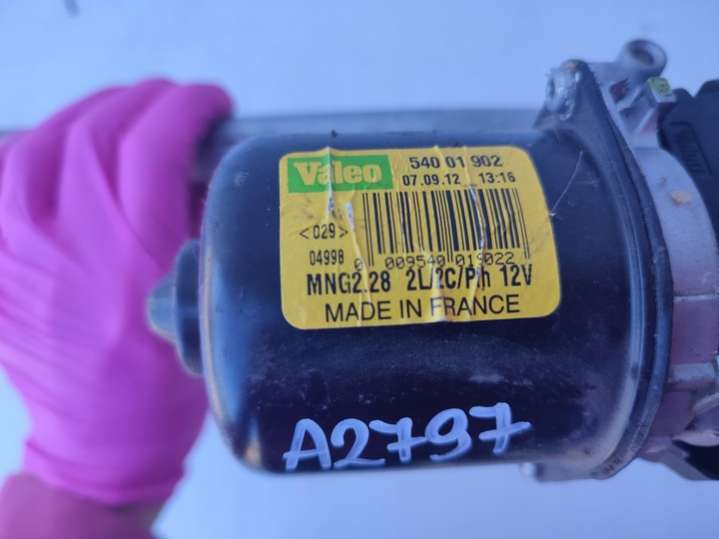 Valeo
540 01 902
07.09.12 13:16
<029>
04998
0 009540 019022
MNG2.28 2L/2C/P/h 12V
MADE IN FRANCE
A2797